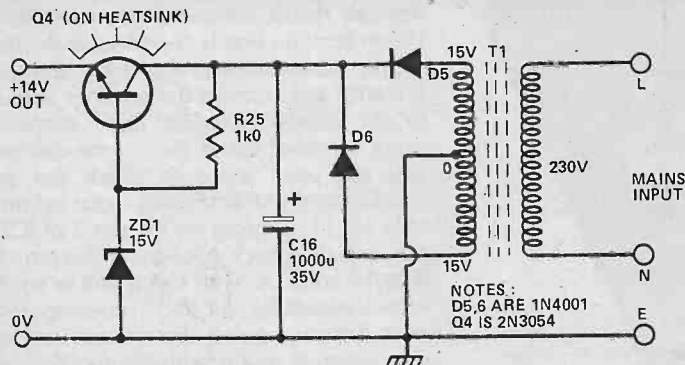 Q4 (ON HEATSINK)
+14V
OUT
R25
1k0
ZD1
15V
0V
+
C16
1000u
35V
D6
D5
15V
T1
0
15V
230V
L
MAINS
INPUT
N
E
NOTES:
D5,6 ARE 1N4001
Q4 IS 2N3054